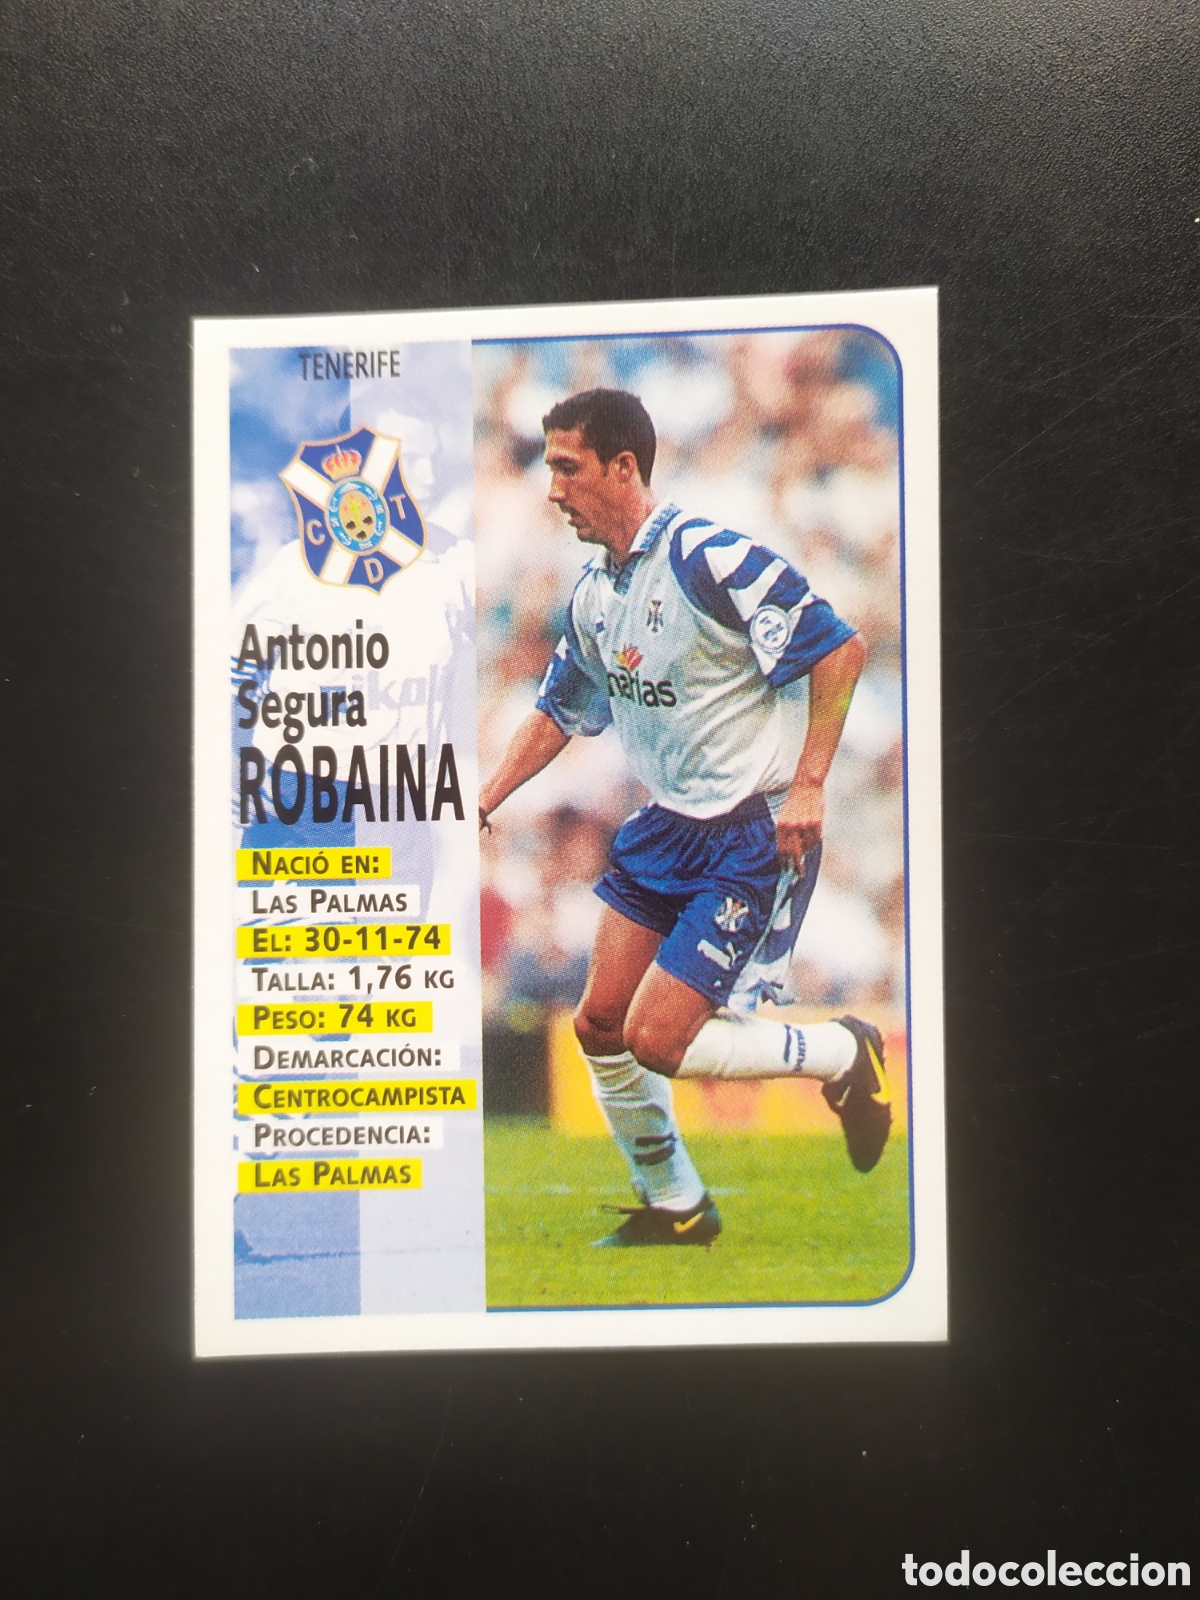 TENERIFE
C T D
Antonio
Segura
ROBAINA
NACIÓ EN:
LAS PALMAS
EL: 30-11-74
TALLA: 1,76 KG
PESO: 74 KG
DEMARCACIÓN:
CENTROCAMPISTA
PROCEDENCIA:
LAS PALMAS
narias
todocoleccion